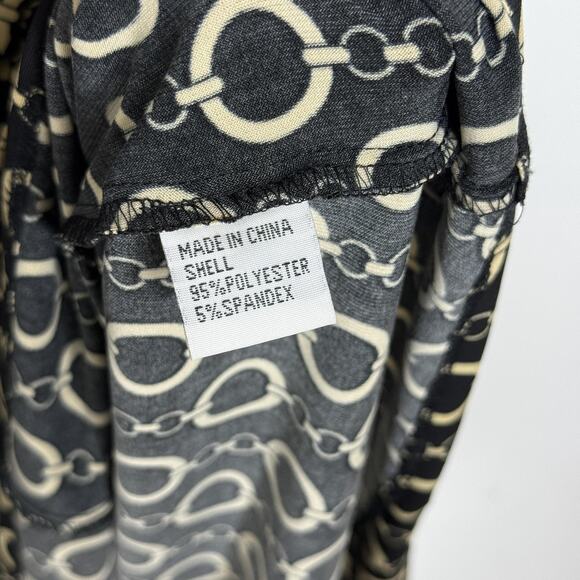 MADE IN CHINA
SHELL
95%POLYESTER
5%SPANDEX